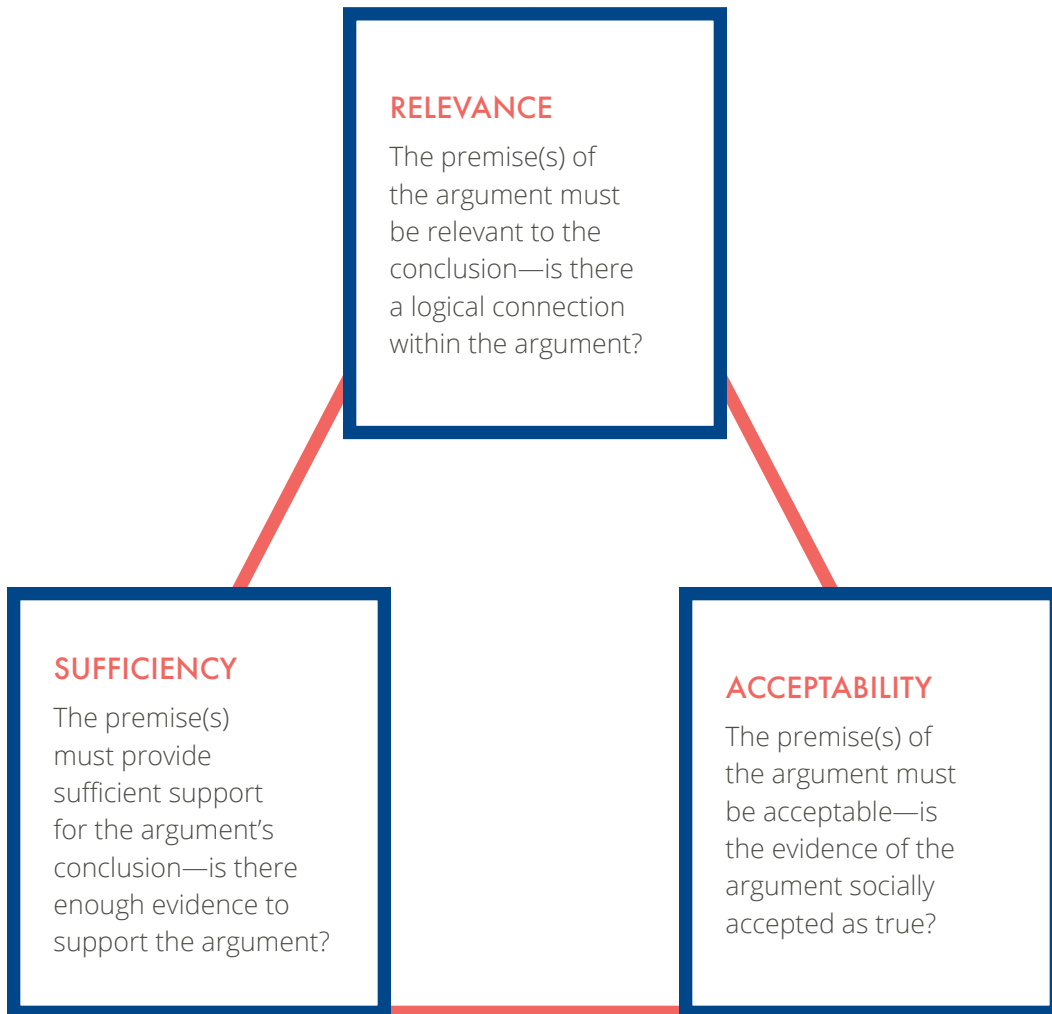 RELEVANCE
The premise(s) of
the argument must
be relevant to the
conclusion—is there
a logical connection
within the argument?
SUFFICIENCY
The premise(s)
must provide
sufficient support
for the argument's
conclusion—is there
enough evidence to
support the argument?
ACCEPTABILITY
The premise(s) of
the argument must
be acceptable—is
the evidence of the
argument socially
accepted as true?